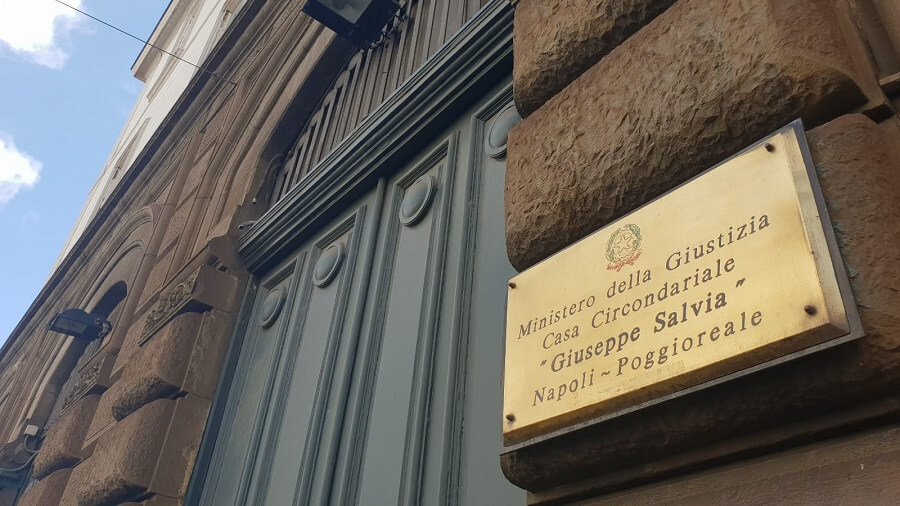 Ministero della Giustizia
Casa Circondariale
"Giuseppe Salvia"
Napoli ~ Poggioreale